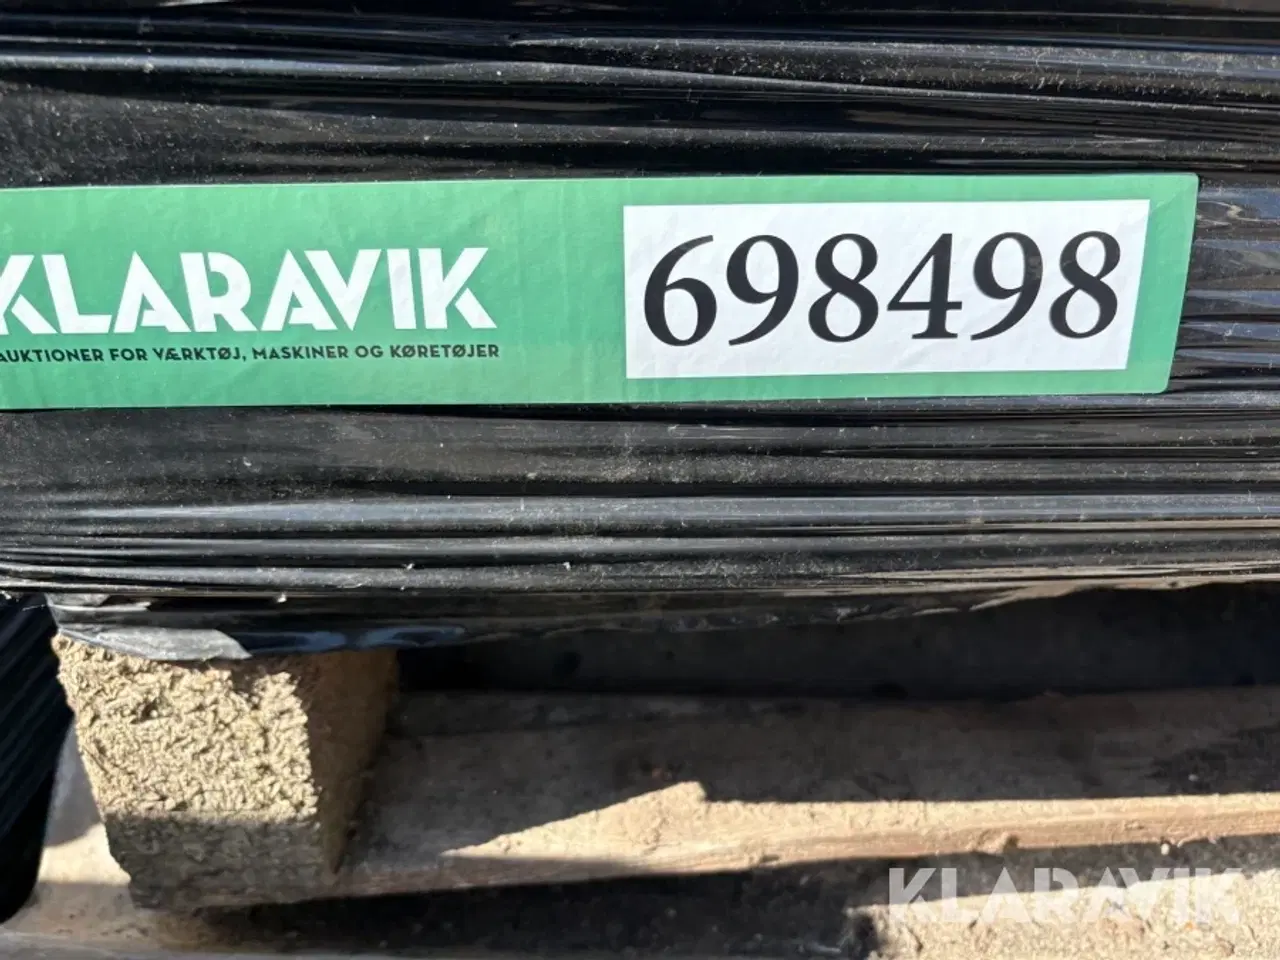 KLARAVIK
AUKTIONER FOR VÆRKTØJ, MASKINER OG KØRETØJER
698498
KLARAVIK